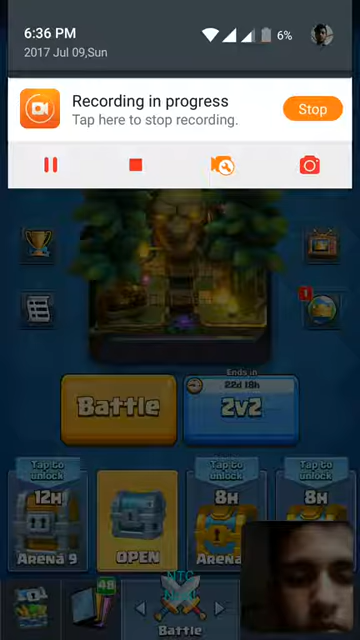 6:36 PM
6%
2017 Jul 09,Sun
Recording in progress
Tap here to stop recording.
Stop
1
Ends in
22d 18h
Battle
2v2
Tap to unlock
12H
Arena 9
OPEN
Tap to unlock
8H
Arena
Tap to unlock
8H
48
NTC
Battle